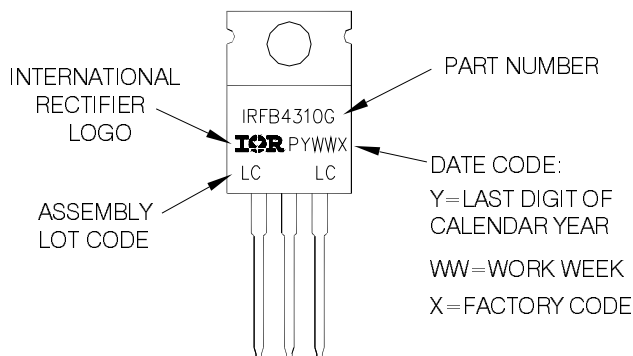 INTERNATIONAL
RECTIFIER
LOGO
PART NUMBER
IRFB4310G
IOR PYWWX
LC LC
ASSEMBLY
LOT CODE
DATE CODE:
Y=LAST DIGIT OF
CALENDAR YEAR
WW=WORK WEEK
X=FACTORY CODE